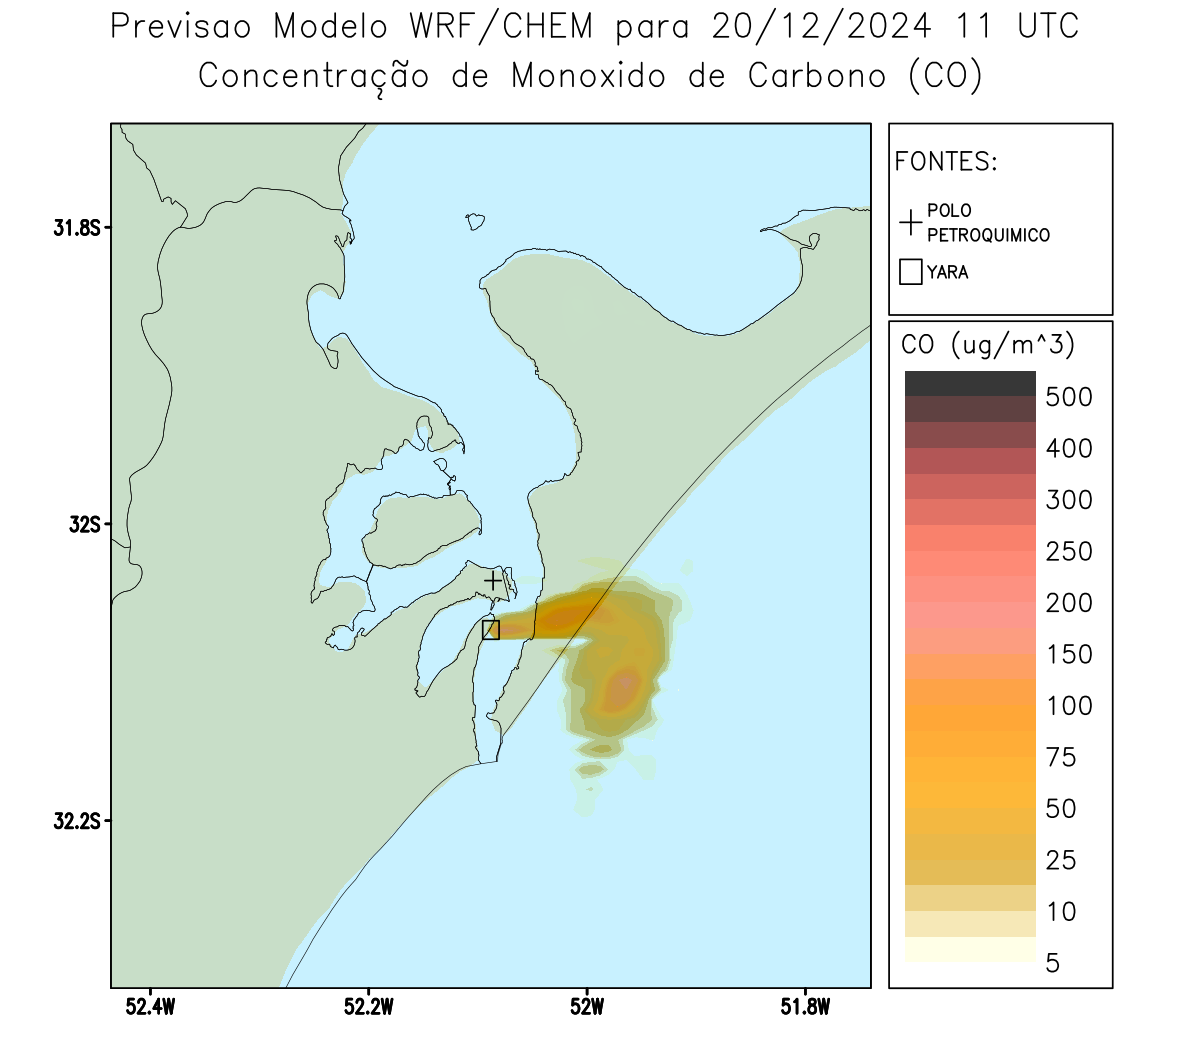 Previsao Modelo WRF/CHEM para 20/12/2024 11 UTC
Concentração de Monoxido de Carbono (CO)
FONTES:
POLO
PETROQUIMICO
YARA
CO (ug/m^3)
500
400
300
250
200
150
100
75
50
25
10
5
31.8S
32S
32.2S
52.4W
52.2W
52W
51.8W